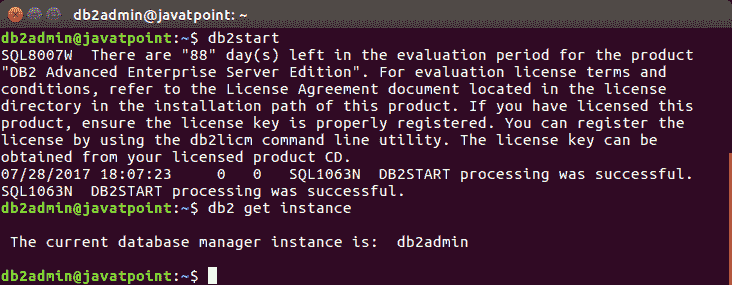 db2admin@javatpoint: ~
db2admin@javatpoint:~$ db2start
SQL8007W  There are "88" day(s) left in the evaluation period for the product
"DB2 Advanced Enterprise Server Edition". For evaluation license terms and
conditions, refer to the License Agreement document located in the license
directory in the installation path of this product. If you have licensed this
product, ensure the license key is properly registered. You can register the
license by using the db2licm command line utility. The license key can be
obtained from your licensed product CD.
07/28/2017 18:07:23     0   0   SQL1063N  DB2START processing was successful.
SQL1063N  DB2START processing was successful.
db2admin@javatpoint:~$ db2 get instance
 The current database manager instance is:  db2admin
db2admin@javatpoint:~$